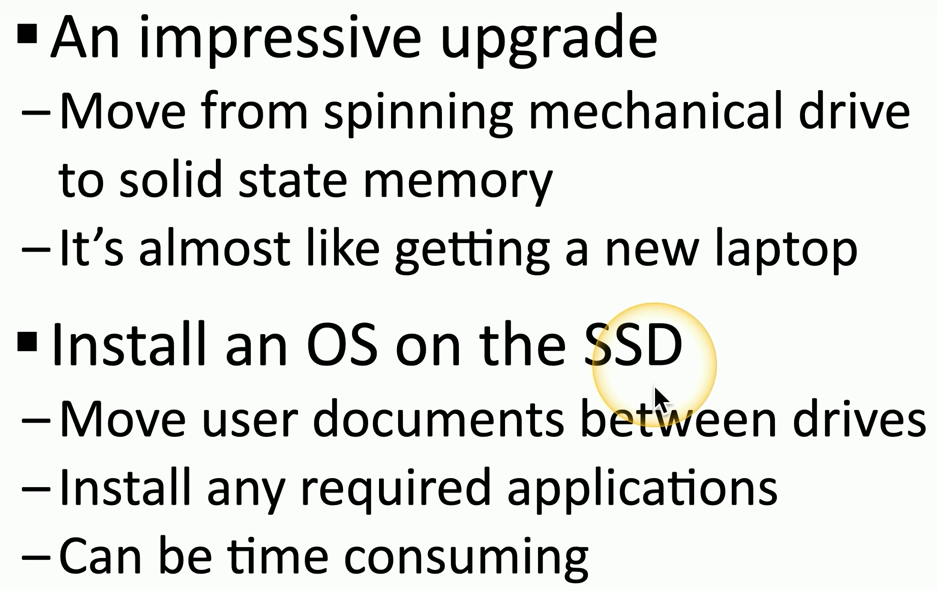 ▪ An impressive upgrade
– Move from spinning mechanical drive
to solid state memory
– It’s almost like getting a new laptop
▪ Install an OS on the SSD
– Move user documents between drives
– Install any required applications
– Can be time consuming